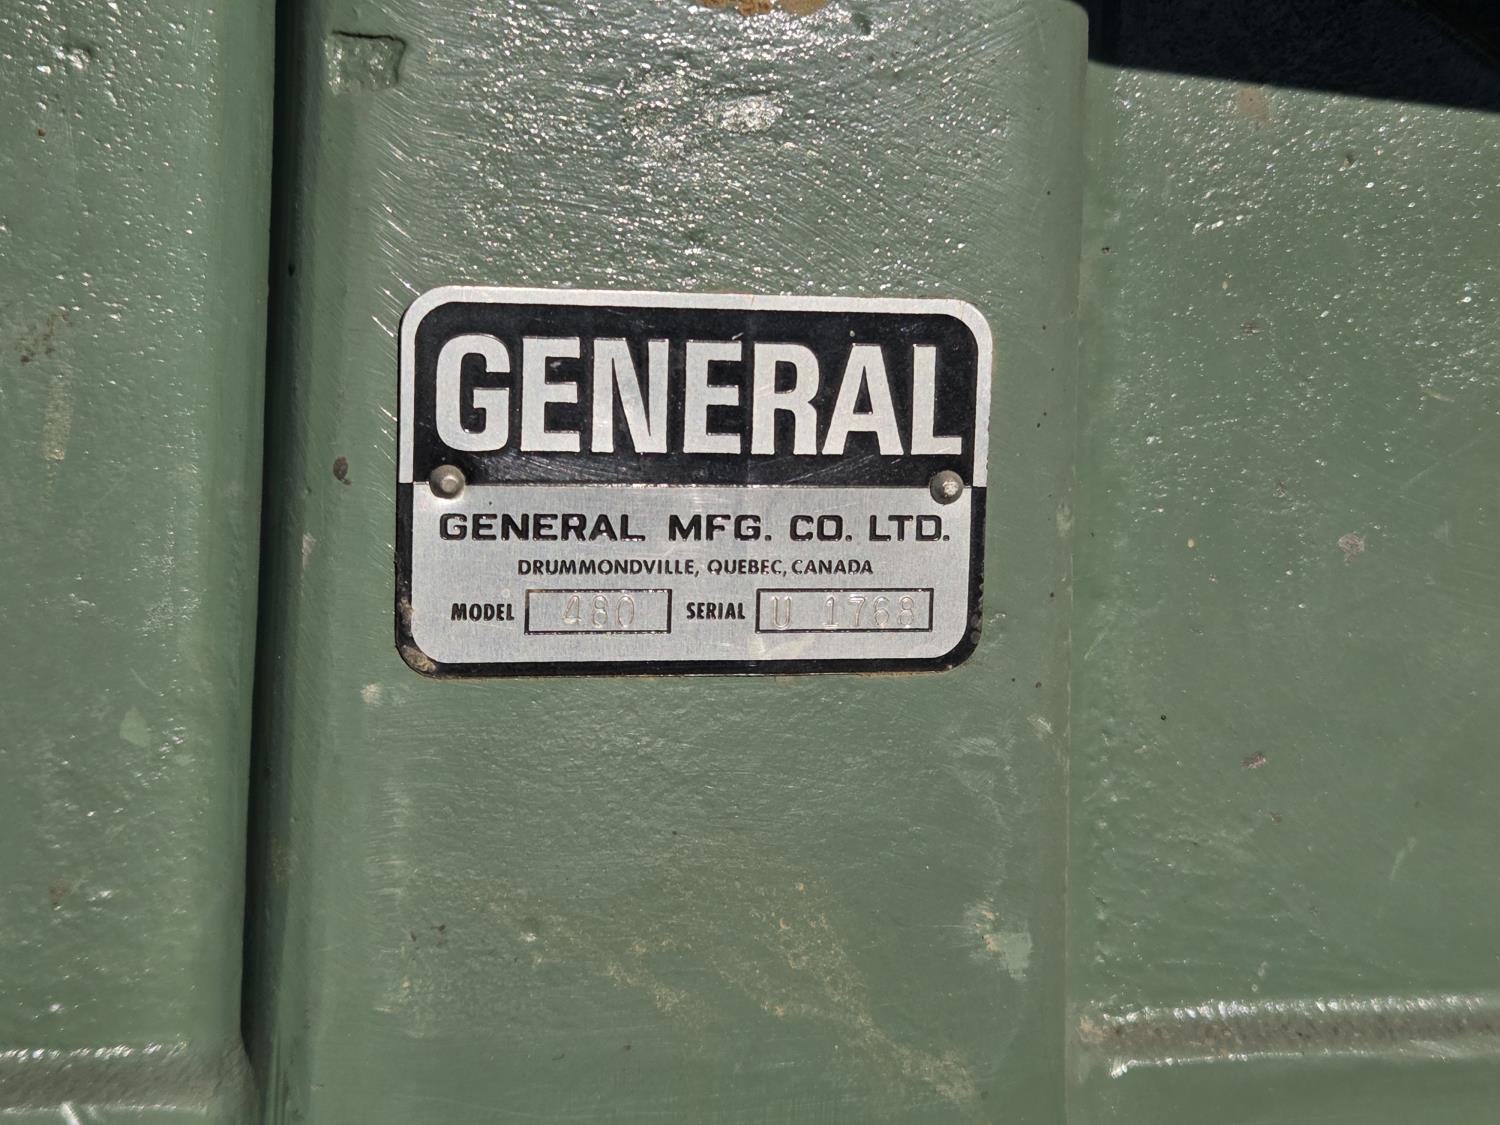 GENERAL
GENERAL MFG. CO. LTD.
DRUMMONDVILLE, QUEBEC, CANADA
MODEL 480 SERIAL U 1768